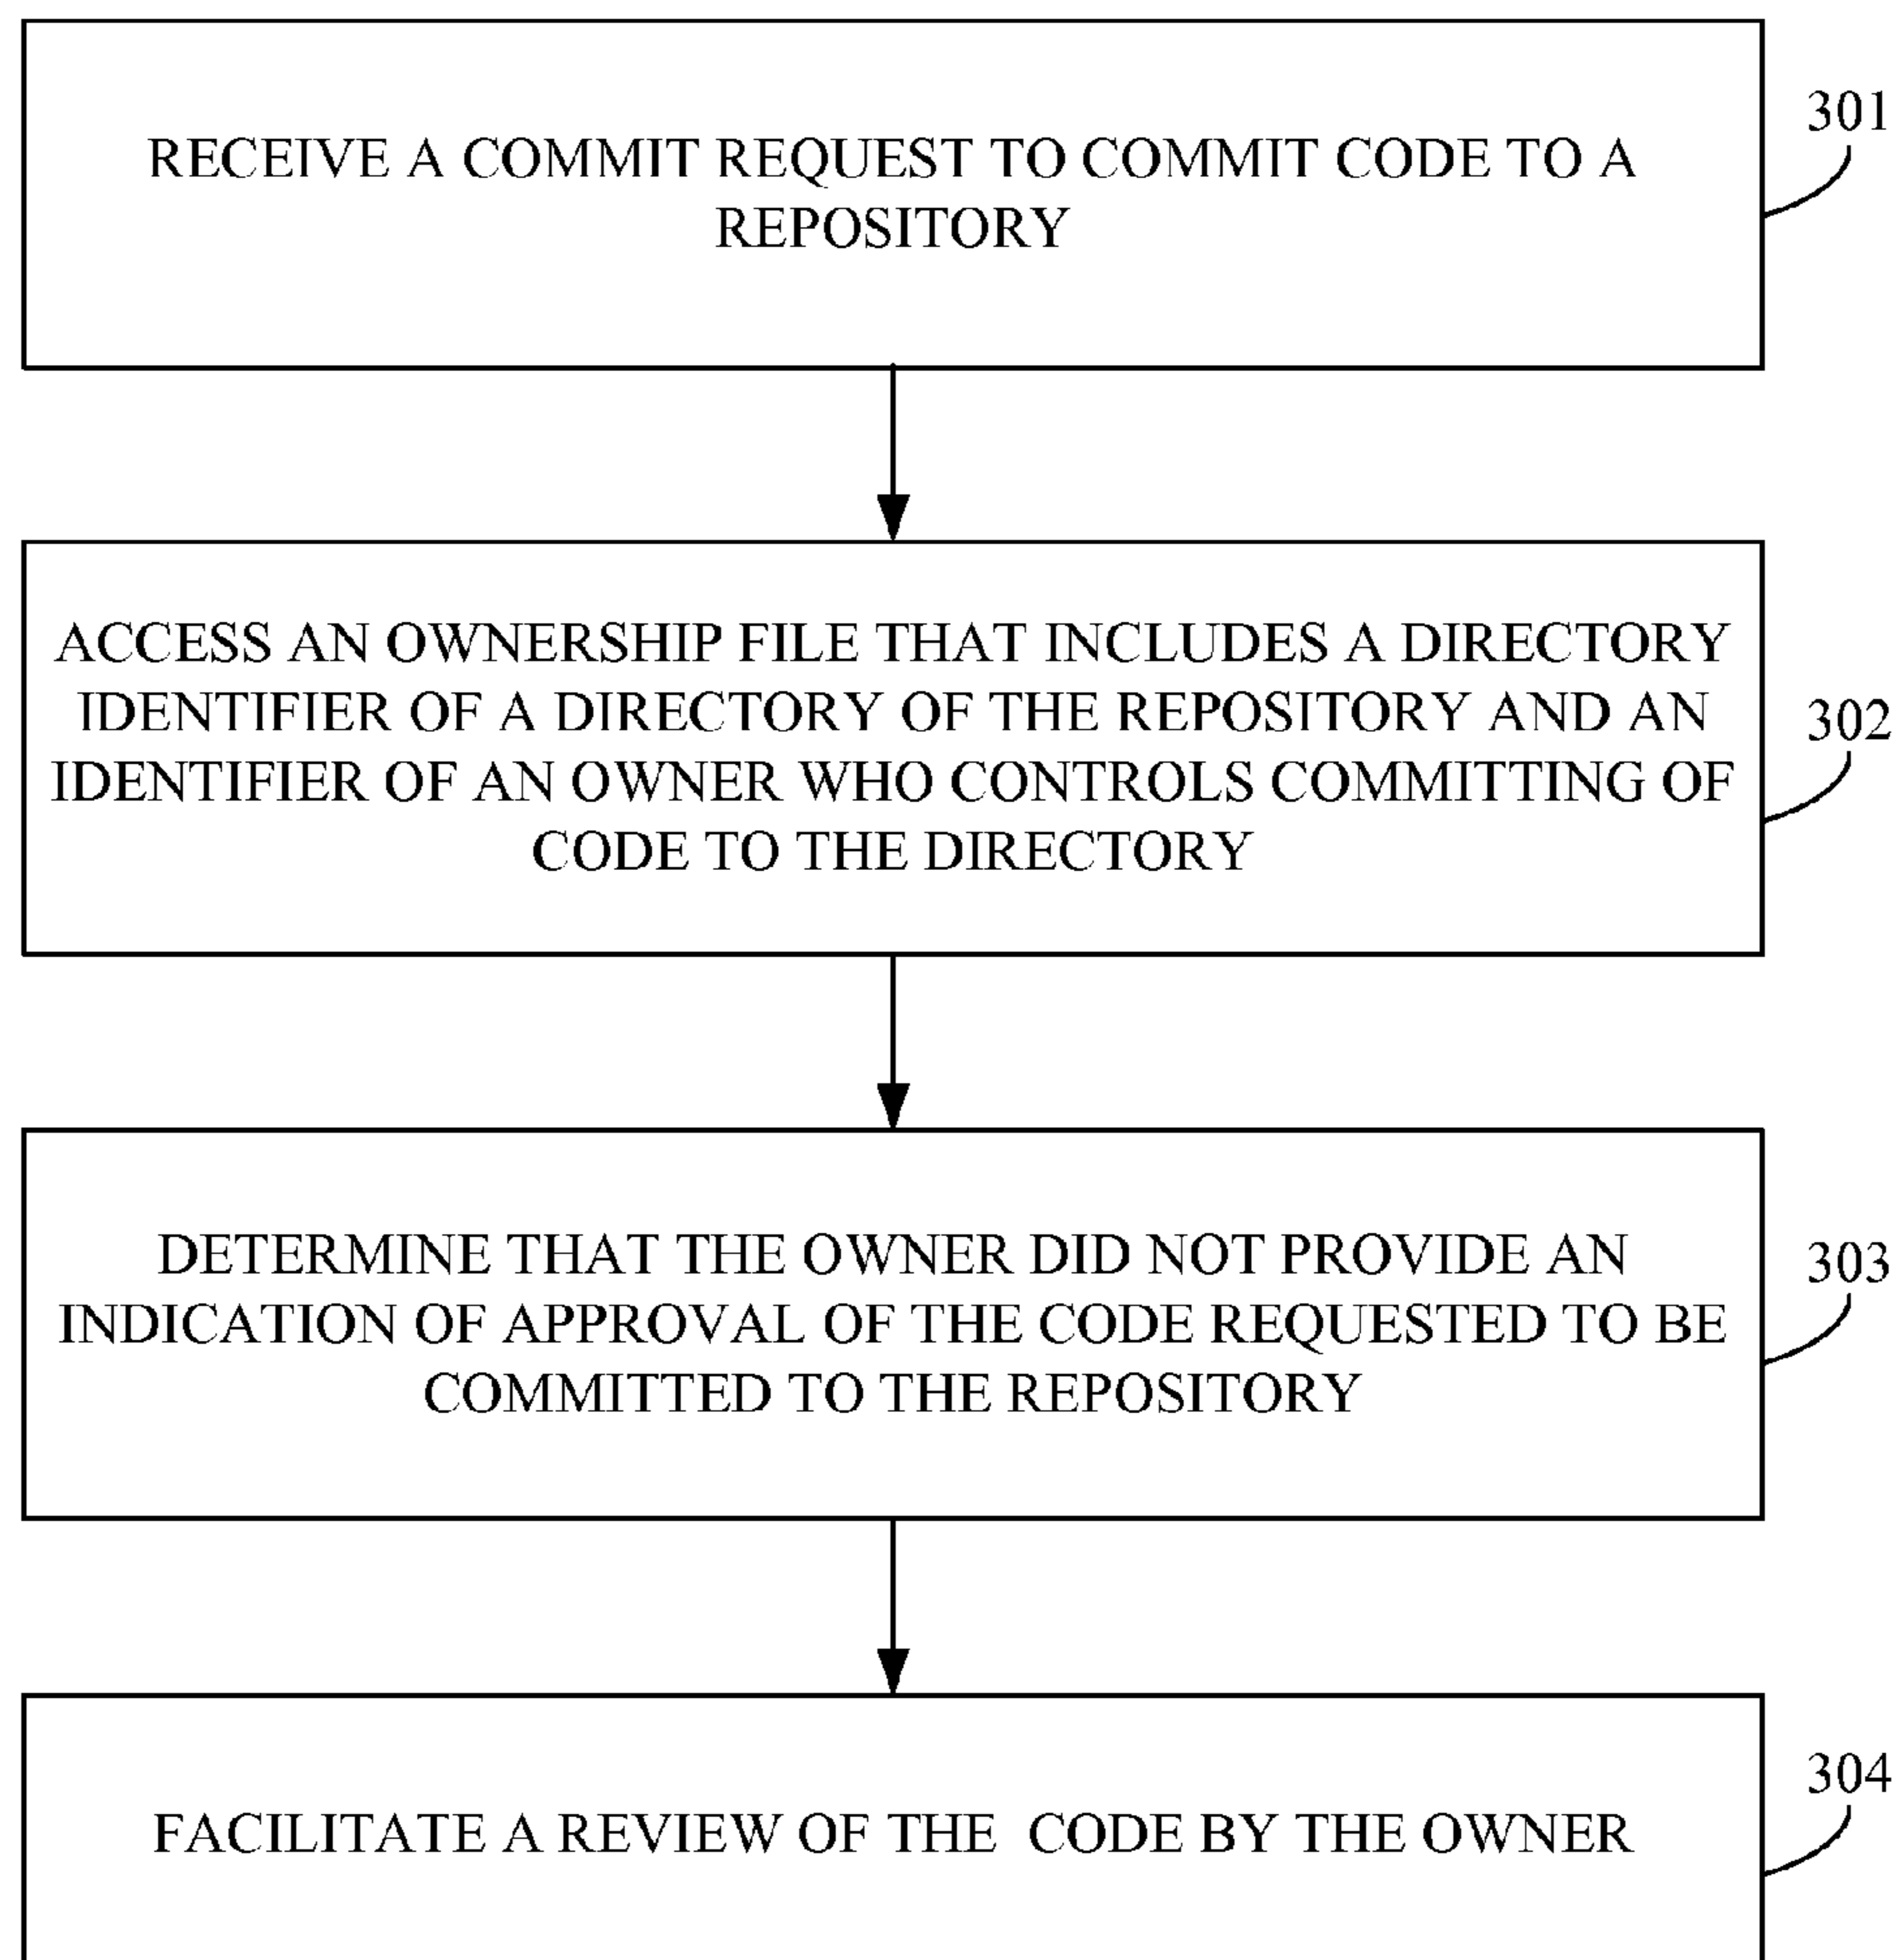 RECEIVE A COMMIT REQUEST TO COMMIT CODE TO A
REPOSITORY
301
ACCESS AN OWNERSHIP FILE THAT INCLUDES A DIRECTORY
IDENTIFIER OF A DIRECTORY OF THE REPOSITORY AND AN
IDENTIFIER OF AN OWNER WHO CONTROLS COMMITTING OF
CODE TO THE DIRECTORY
302
DETERMINE THAT THE OWNER DID NOT PROVIDE AN
INDICATION OF APPROVAL OF THE CODE REQUESTED TO BE
COMMITTED TO THE REPOSITORY
303
FACILITATE A REVIEW OF THE CODE BY THE OWNER
304